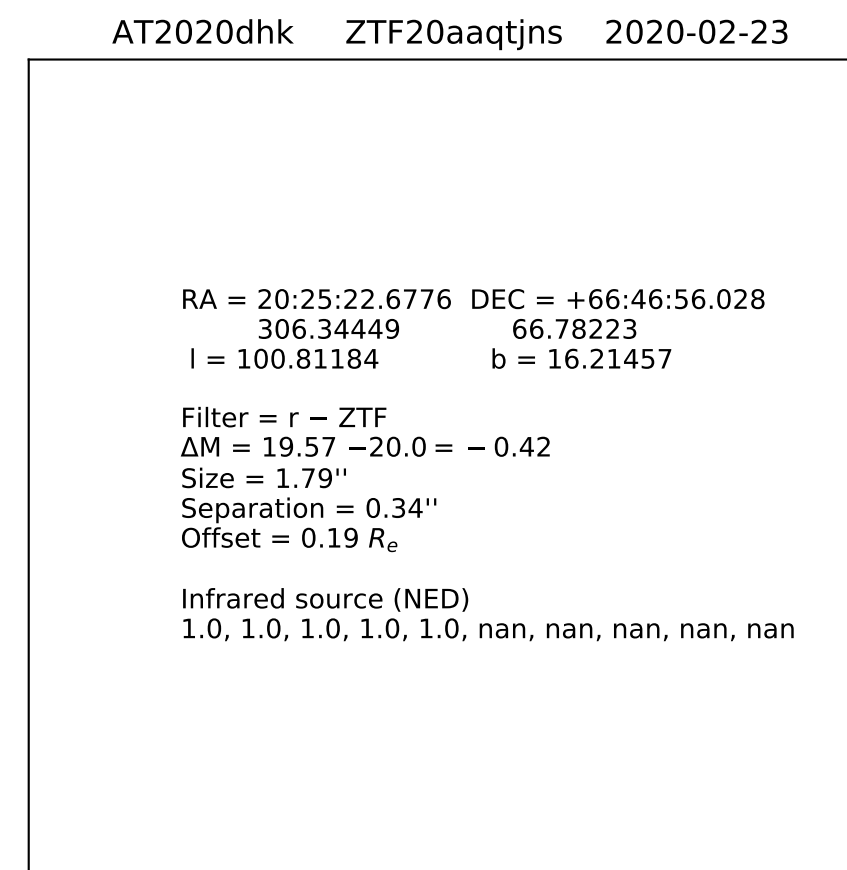 AT2020dhk ZTF20aaqtjns 2020-02-23
RA = 20:25:22.6776 DEC = +66:46:56.028
306.34449 66.78223
l = 100.81184 b = 16.21457
Filter = r − ZTF
ΔM = 19.57 −20.0 = − 0.42
Size = 1.79''
Separation = 0.34''
Offset = 0.19 Re
Infrared source (NED)
1.0, 1.0, 1.0, 1.0, 1.0, nan, nan, nan, nan, nan